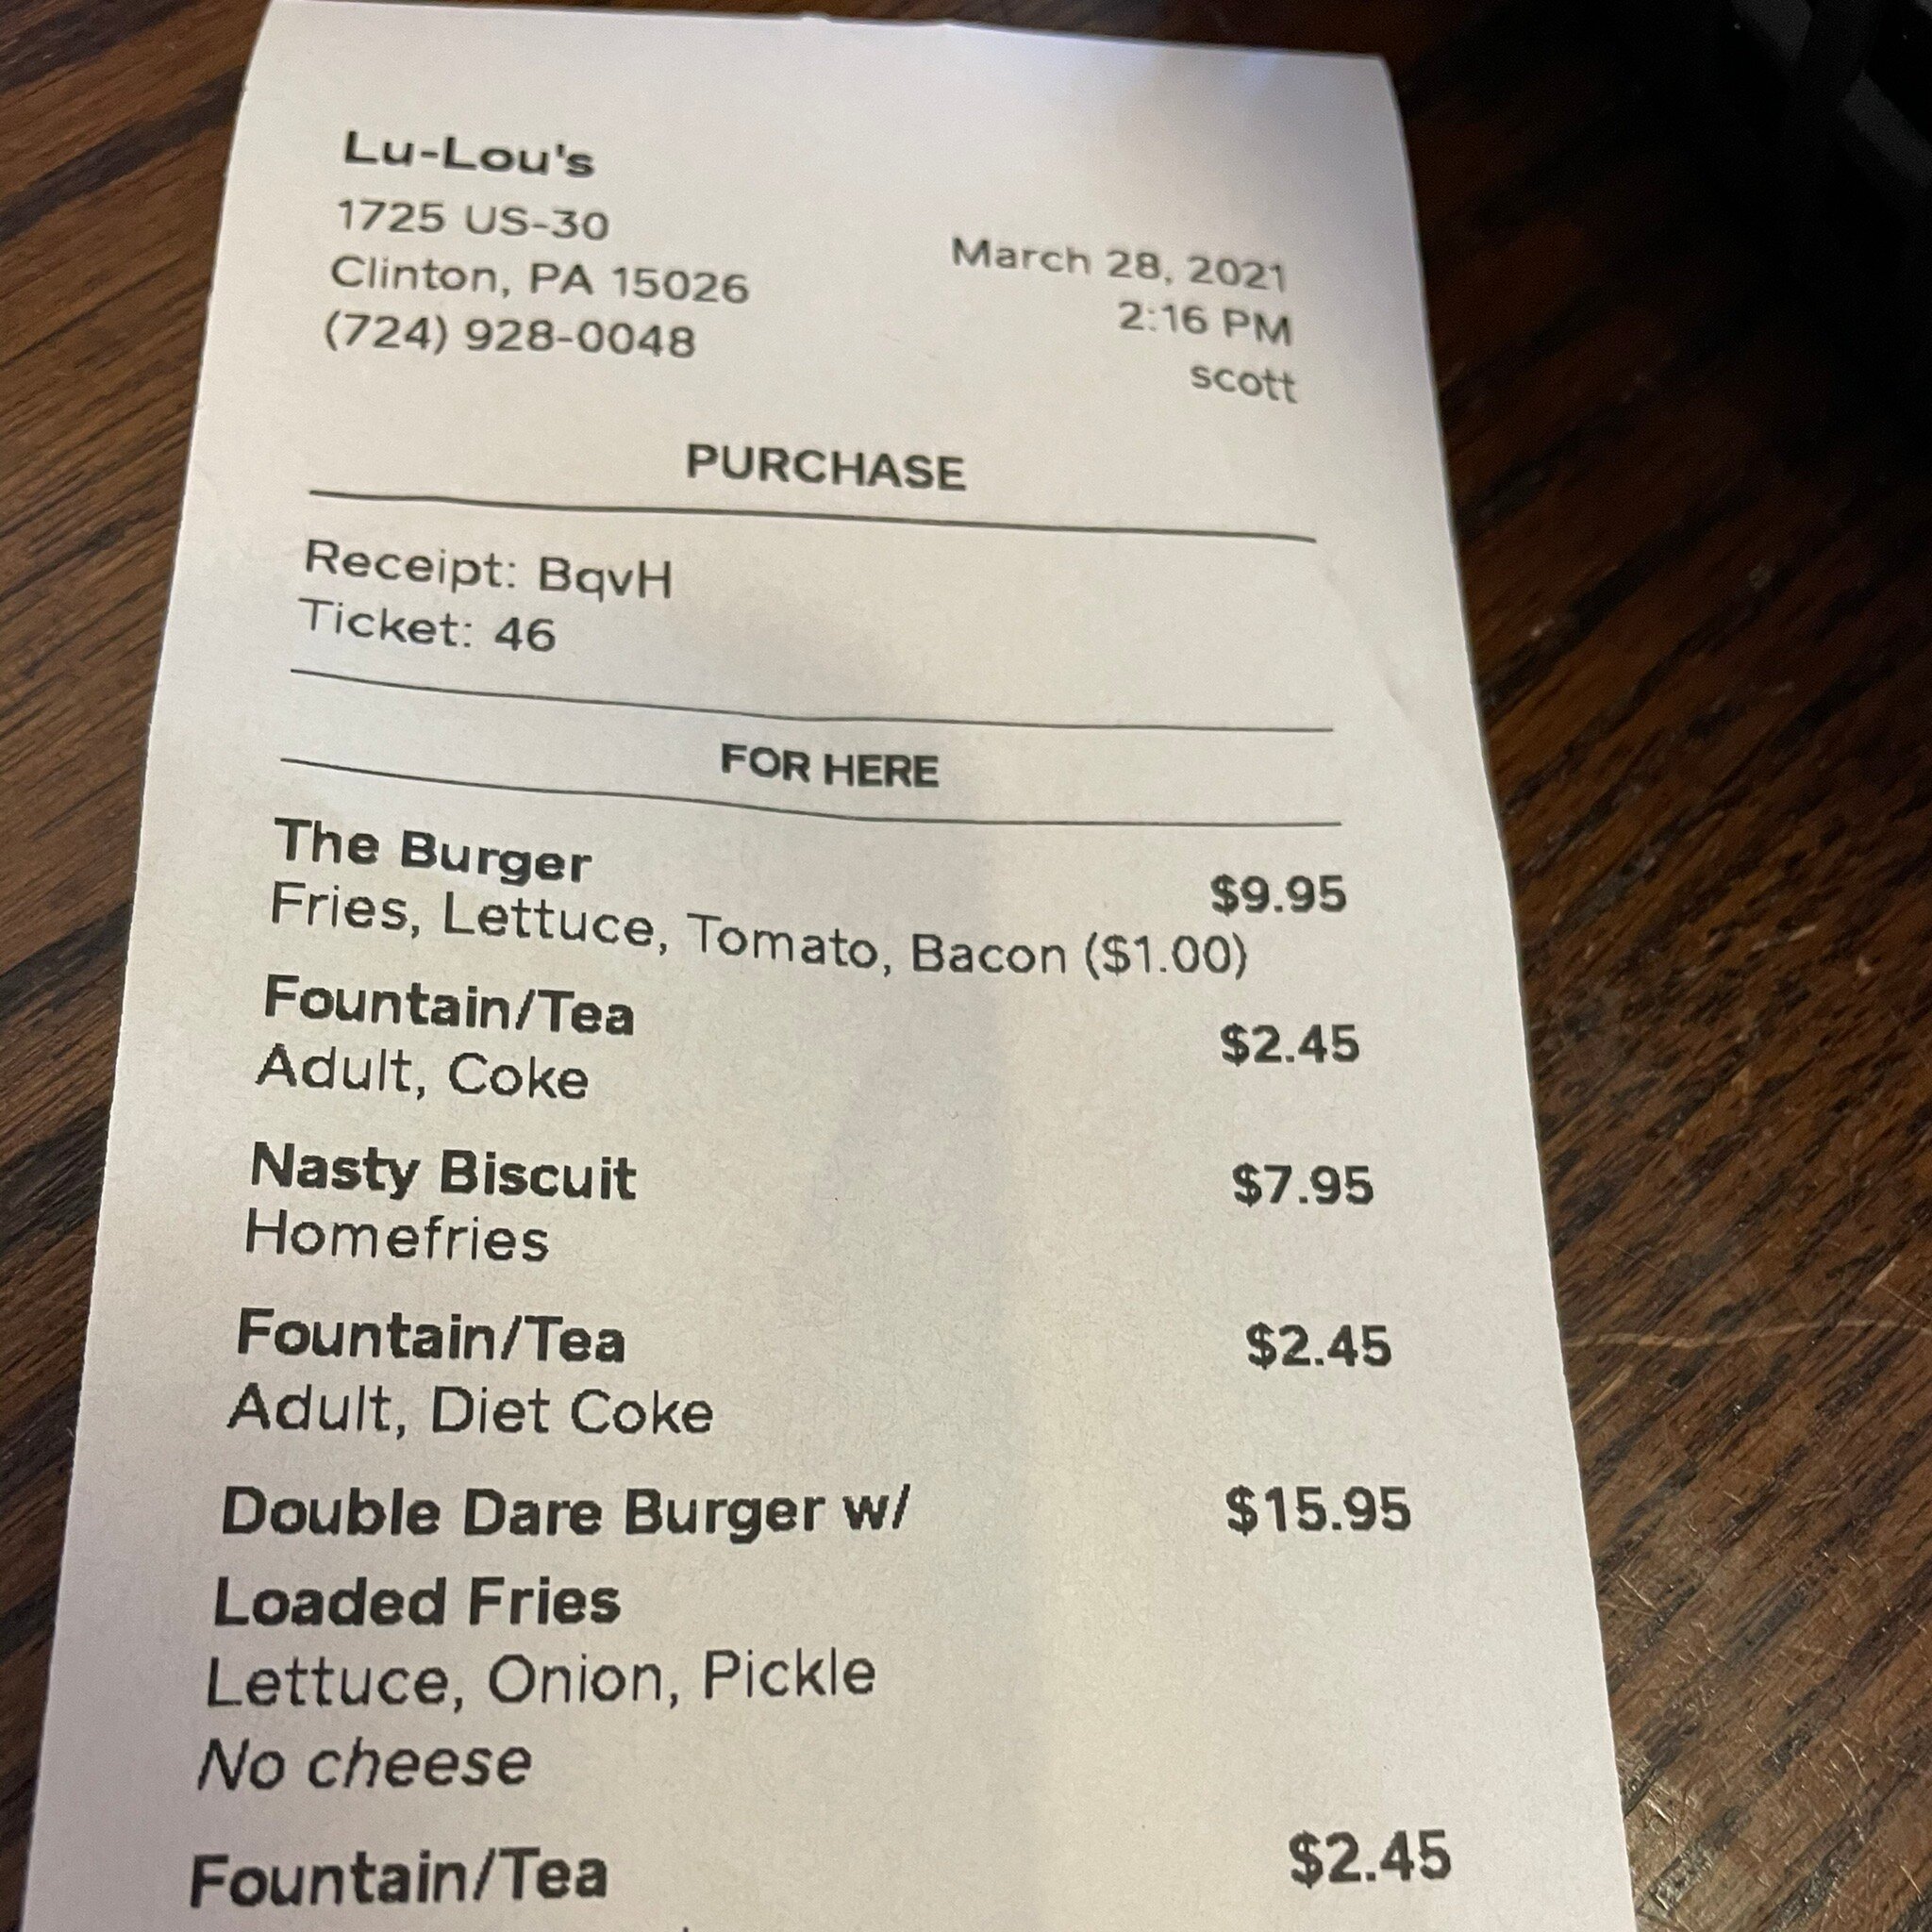 Lu-Lou's
1725 US-30
Clinton, PA 15026
(724) 928-0048
March 28, 2021
2:16 PM
scott
PURCHASE
Receipt: BqvH
Ticket: 46
FOR HERE
The Burger $9.95
Fries, Lettuce, Tomato, Bacon ($1.00)
Fountain/Tea $2.45
Adult, Coke
Nasty Biscuit $7.95
Homefries
Fountain/Tea $2.45
Adult, Diet Coke
Double Dare Burger w/ $15.95
Loaded Fries
Lettuce, Onion, Pickle
No cheese
Fountain/Tea $2.45